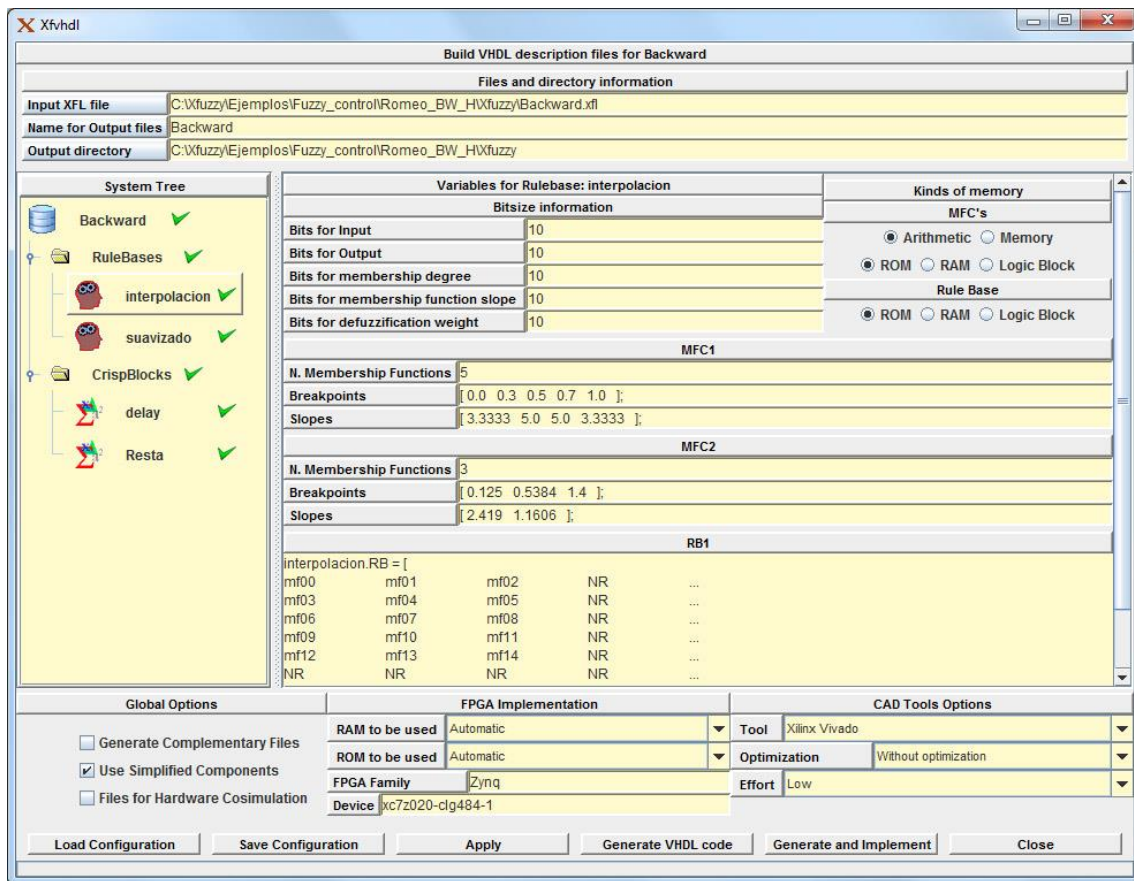 Xfvhdl
Build VHDL description files for Backward
Files and directory information
Input XFL file C:\Xfuzzy\Ejemplos\Fuzzy_control\Romeo_BW_H\Xfuzzy\Backward.xfl
Name for Output files Backward
Output directory C:\Xfuzzy\Ejemplos\Fuzzy_control\Romeo_BW_H\Xfuzzy
System Tree
Backward
RuleBases
interpolacion
suavizado
CrispBlocks
delay
Resta
Variables for Rulebase: interpolacion
Bitsize information
Bits for Input 10
Bits for Output 10
Bits for membership degree 10
Bits for membership function slope 10
Bits for defuzzification weight 10
Kinds of memory
MFC's
Arithmetic Memory
ROM RAM Logic Block
Rule Base
ROM RAM Logic Block
MFC1
N. Membership Functions 5
Breakpoints [ 0.0 0.3 0.5 0.7 1.0 ];
Slopes [ 3.3333 5.0 5.0 3.3333 ];
MFC2
N. Membership Functions 3
Breakpoints [ 0.125 0.5384 1.4 ];
Slopes [ 2.419 1.1606 ];
RB1
interpolacion.RB = [
mf00 mf01 mf02 NR ...
mf03 mf04 mf05 NR ...
mf06 mf07 mf08 NR ...
mf09 mf10 mf11 NR ...
mf12 mf13 mf14 NR ...
NR NR NR NR ...
Global Options
Generate Complementary Files
Use Simplified Components
Files for Hardware Cosimulation
FPGA Implementation
RAM to be used Automatic
ROM to be used Automatic
FPGA Family Zynq
Device xc7z020-clg484-1
CAD Tools Options
Tool Xilinx Vivado
Optimization Without optimization
Effort Low
Load Configuration Save Configuration Apply Generate VHDL code Generate and Implement Close